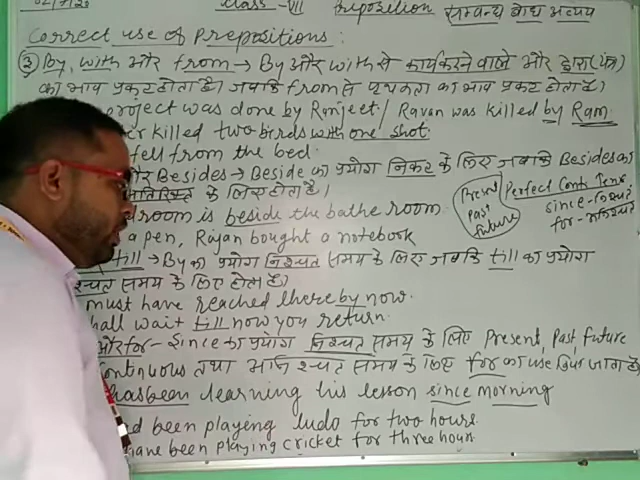 Class-VII Preposition सम्बन्ध बोध अव्यय
Correct use of Prepositions:
③ By, with और from → By और with से कार्य करने वाले और द्वारा (यंत्र)
का भाव प्रकट होता है। जबकि from से पृथकता का भाव प्रकट होता है।
project was done by Ranjeet / Ravan was killed by Ram
killed two birds with one shot.
fell from the bed.
और Besides → Beside का प्रयोग निकट के लिए जबकि Besides का
अतिरिक्त के लिए होता है।
room is beside the bathe room
a pen, Rajan bought a notebook
Present Past Future
Perfect Cont. Tense
since-निश्चित
for-अनिश्चित
till → By का प्रयोग निश्चित समय के लिए जबकि till का प्रयोग
समय के लिए होता है।
must have reached there by now.
hall wait till now you return.
और for - Since का प्रयोग निश्चित समय के लिए Present, Past, Future
Continuous तथा समय के लिए for का use किया जाता है
has been learning his lesson since morning
been playeng ludo for two hours.
have been playing cricket for three hours